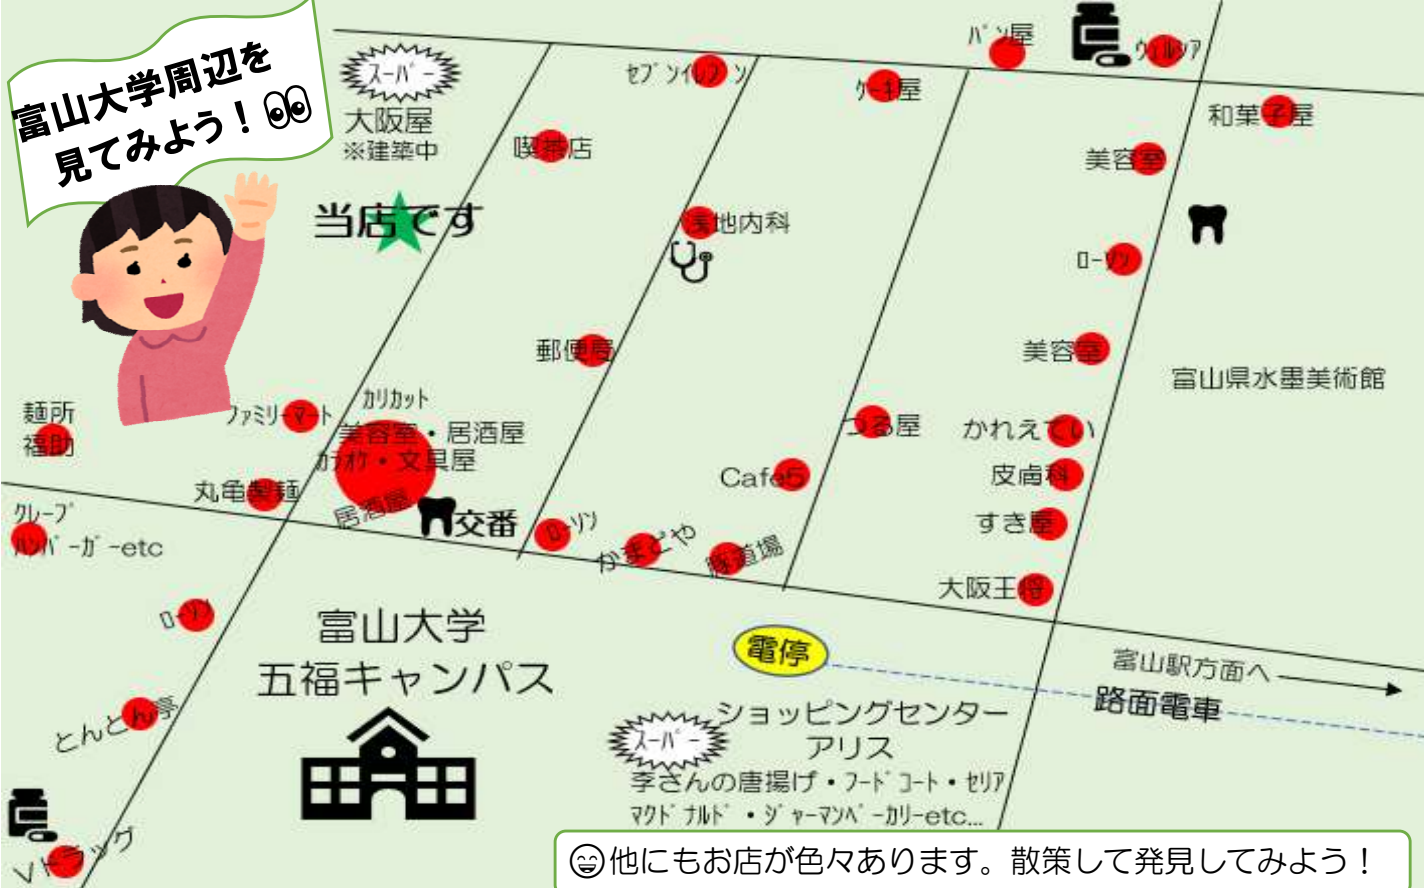 富山大学周辺を
見てみよう！
ｽｰﾊﾟｰ
大阪屋
※建築中
当店です
喫茶店
ｾﾌﾞﾝｲﾚﾌﾞﾝ
ｹｰｷ屋
ﾊﾟﾝ屋
ｳｪﾙｼｱ
和菓子屋
美容室
浅地内科
ﾛｰｿﾝ
郵便局
美容室
富山県水墨美術館
麺所
福助
ﾌｧﾐﾘｰﾏｰﾄ
ｶﾘｶｯﾄ
美容室・居酒屋
ｶﾗｵｹ・文具屋
居酒屋
丸亀製麺
交番
ﾛｰｿﾝ
かまどや
豚道場
Cafe5
つる屋
かれえてい
皮膚科
すき屋
大阪王将
ｸﾚｰﾌﾟ
ﾊﾝﾊﾞｰｶﾞｰetc
ﾛｰｿﾝ
とんとん亭
Vドラッグ
富山大学
五福キャンパス
電停
富山駅方面へ
路面電車
ｽｰﾊﾟｰ
ショッピングセンター
アリス
李さんの唐揚げ・ﾌｰﾄﾞｺｰﾄ・ｾﾘｱ
ﾏｸﾄﾞﾅﾙﾄﾞ・ｼﾞｬｰﾏﾝﾍﾞｰｶﾘｰetc…
他にもお店が色々あります。散策して発見してみよう！